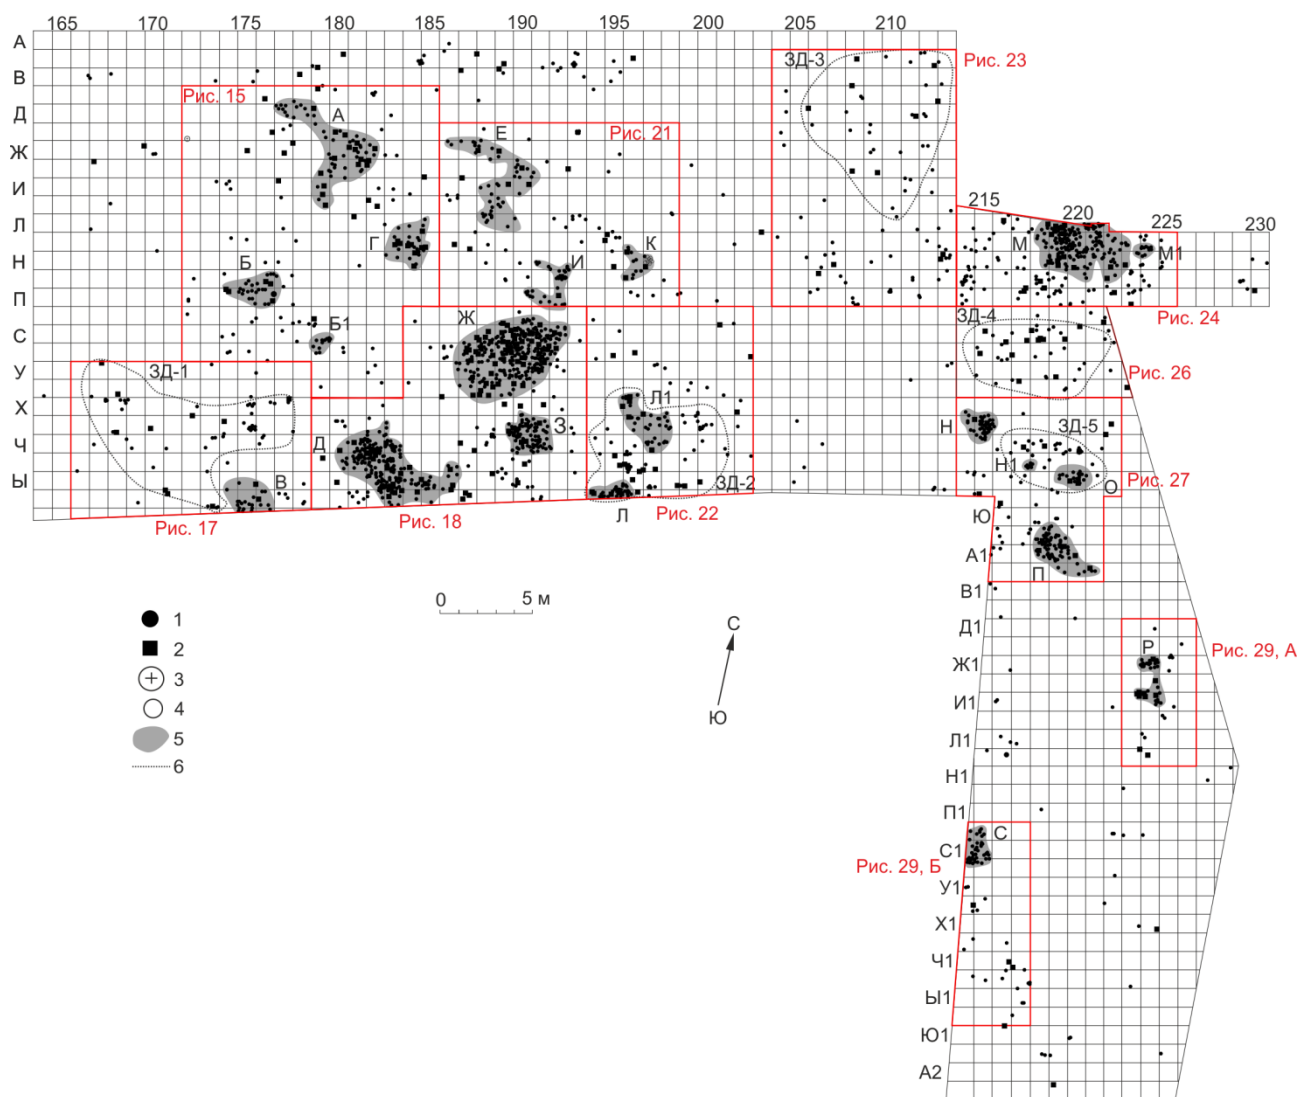 165 170 175 180 185 190 195 200 205 210
А
В
Д
Ж
И
Л
Н
П
С
У
Х
Ч
Ы
Рис. 15
А
Г
Б
Б1
Е
Рис. 21
К
И
ЗД-3
Рис. 23
215 220 225 230
М
М1
Рис. 24
Ж
З
Д
Рис. 18
ЗД-1
В
Рис. 17
Л1
ЗД-2
Л
Рис. 22
ЗД-4
Рис. 26
Н
ЗД-5
Н1
О
Рис. 27
Ю
А1
П
В1
Д1
Ж1
И1
Л1
Н1
П1
С1
У1
Х1
Ч1
Ы1
Ю1
А2
Р
Рис. 29, А
С
Рис. 29, Б
0 5 м
С
Ю
1
2
3
4
5
6